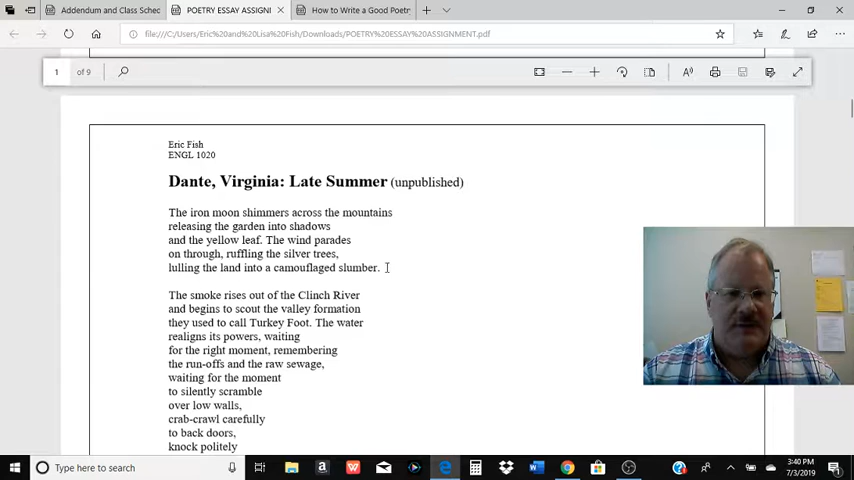 Addendum and Class Schec
POETRY ESSAY ASSIGNI
How to Write a Good Poetry
file:///C:/Users/Eric%20and%20Lisa%20Fish/Downloads/POETRY%20ESSAY%20ASSIGNMENT.pdf
1 of 9
Eric Fish
ENGL 1020
Dante, Virginia: Late Summer (unpublished)
The iron moon shimmers across the mountains
releasing the garden into shadows
and the yellow leaf. The wind parades
on through, ruffling the silver trees,
lulling the land into a camouflaged slumber.
The smoke rises out of the Clinch River
and begins to scout the valley formation
they used to call Turkey Foot. The water
realigns its powers, waiting
for the right moment, remembering
the run-offs and the raw sewage,
waiting for the moment
to silently scramble
over low walls,
crab-crawl carefully
to back doors,
knock politely
Type here to search
3:40 PM
7/3/2019